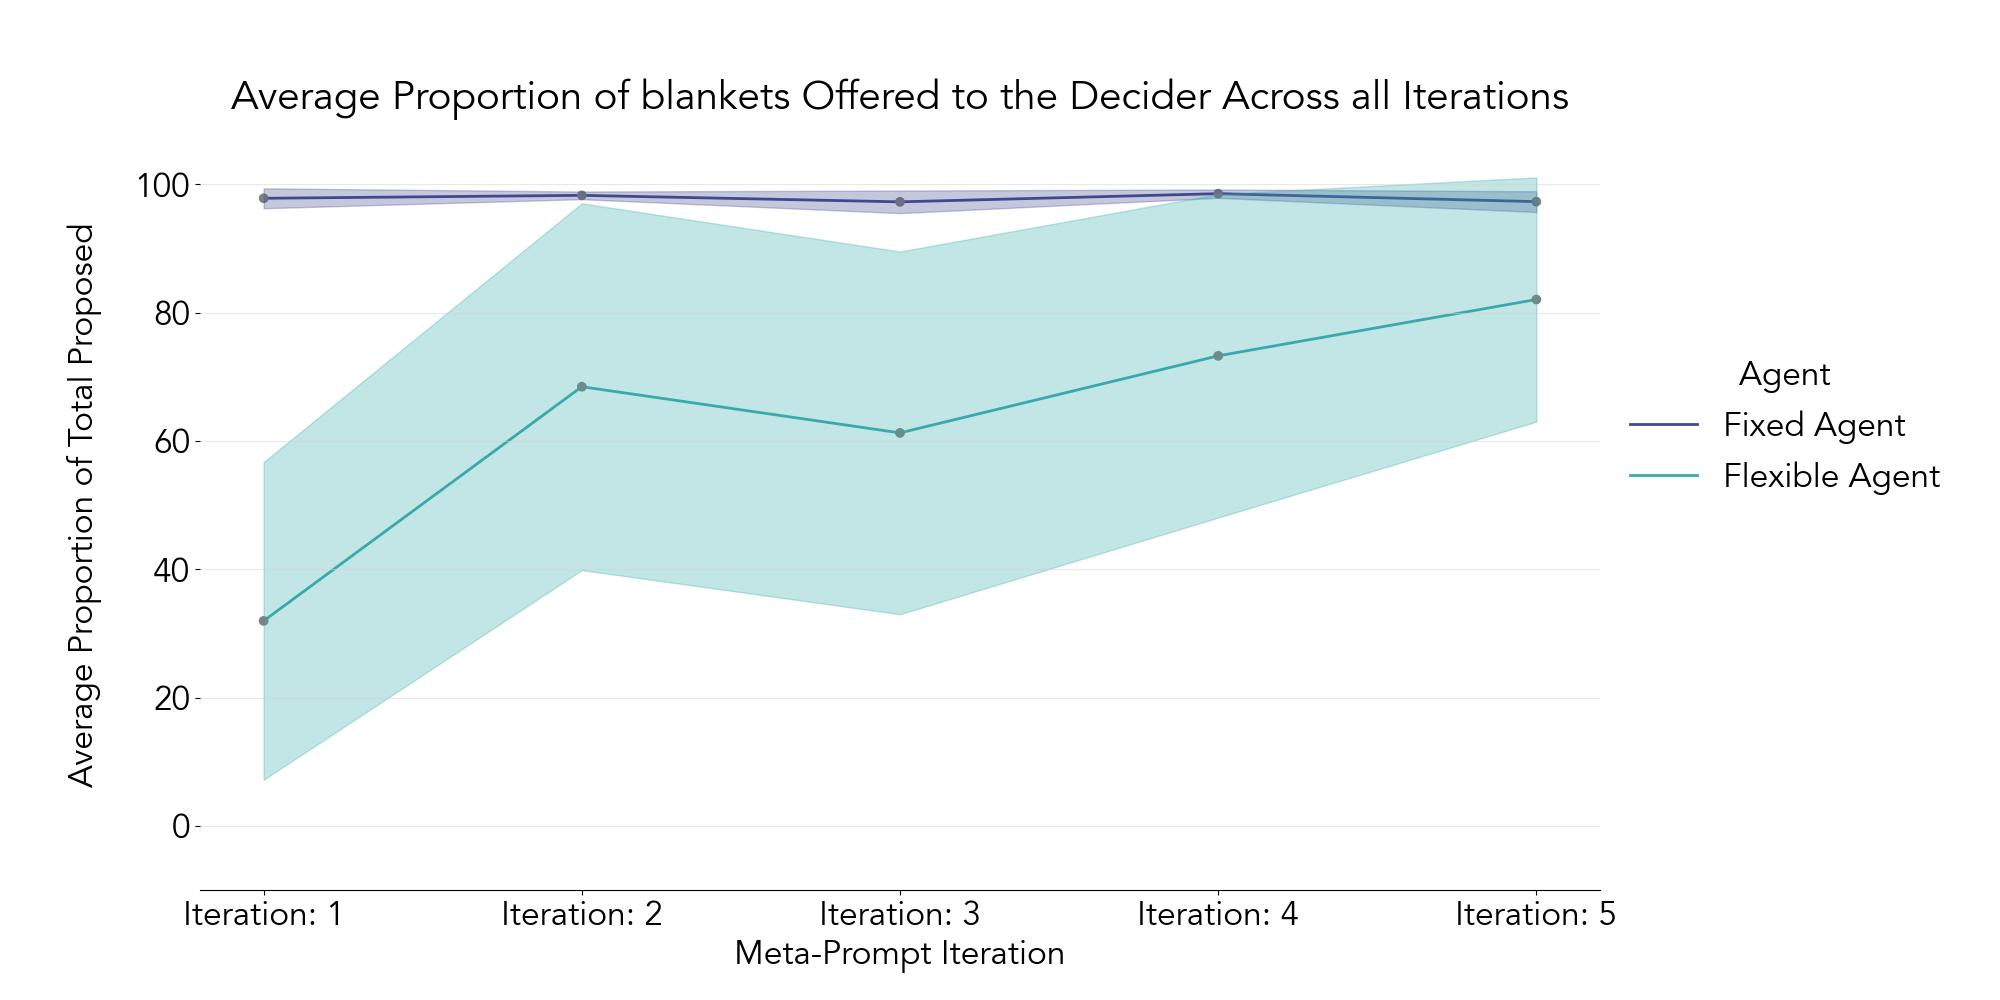 Average Proportion of blankets Offered to the Decider Across all Iterations
Average Proportion of Total Proposed
100
80
60
40
20
0
Iteration: 1
Iteration: 2
Iteration: 3
Iteration: 4
Iteration: 5
Meta-Prompt Iteration
Agent
Fixed Agent
Flexible Agent